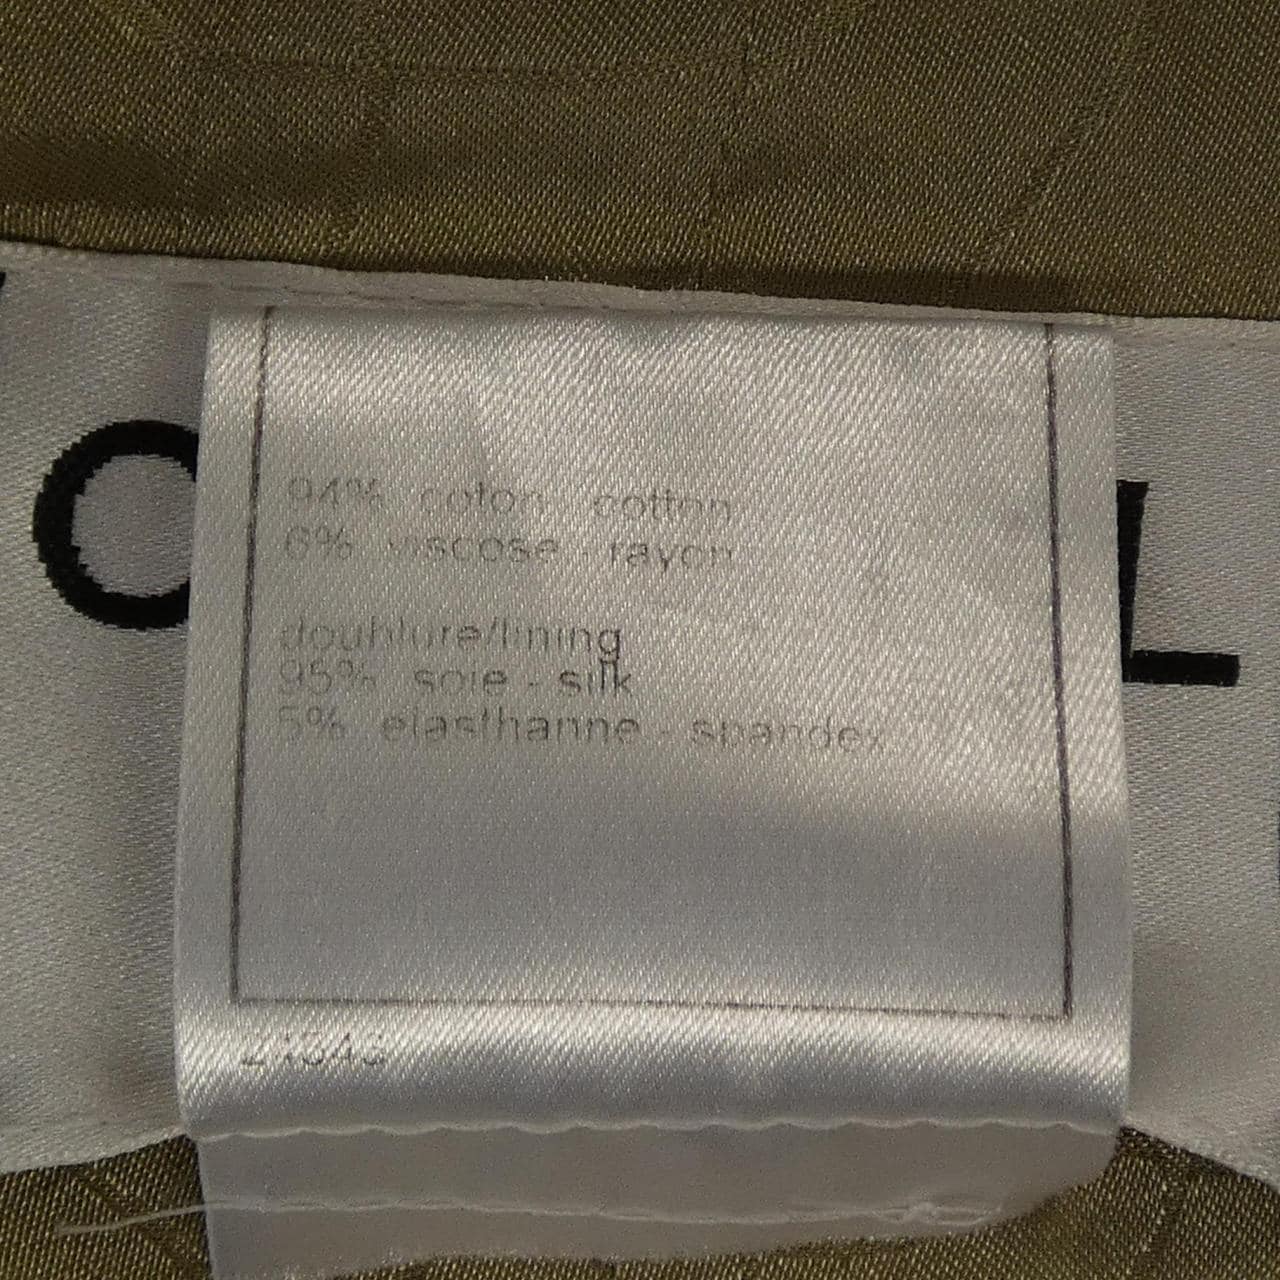 94% coton - cotton
6% viscose - rayon
doublure/lining
95% soie - silk
5% elasthanne - spandex
O L